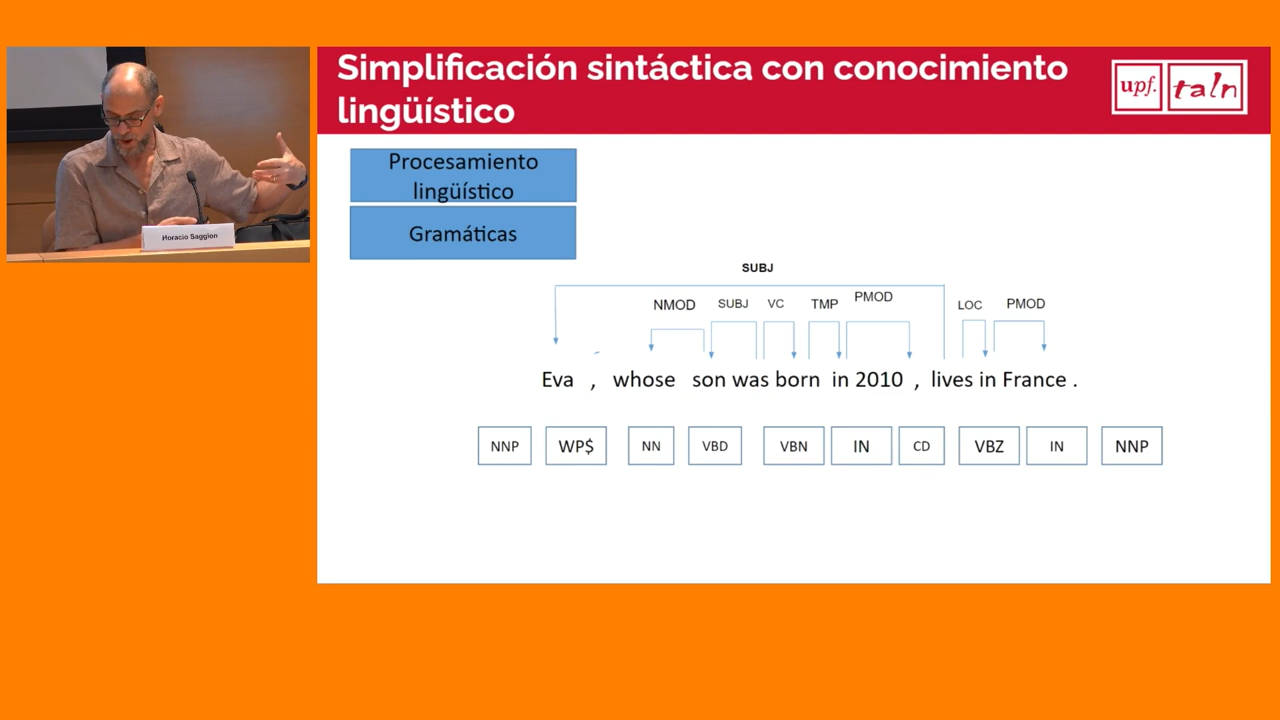 Simplificación sintáctica con conocimiento
lingüístico
upf. taln
Procesamiento
lingüístico
Gramáticas
Horacio Saggion
SUBJ
NMOD SUBJ VC TMP PMOD LOC PMOD
Eva , whose son was born in 2010 , lives in France .
NNP WP$ NN VBD VBN IN CD VBZ IN NNP